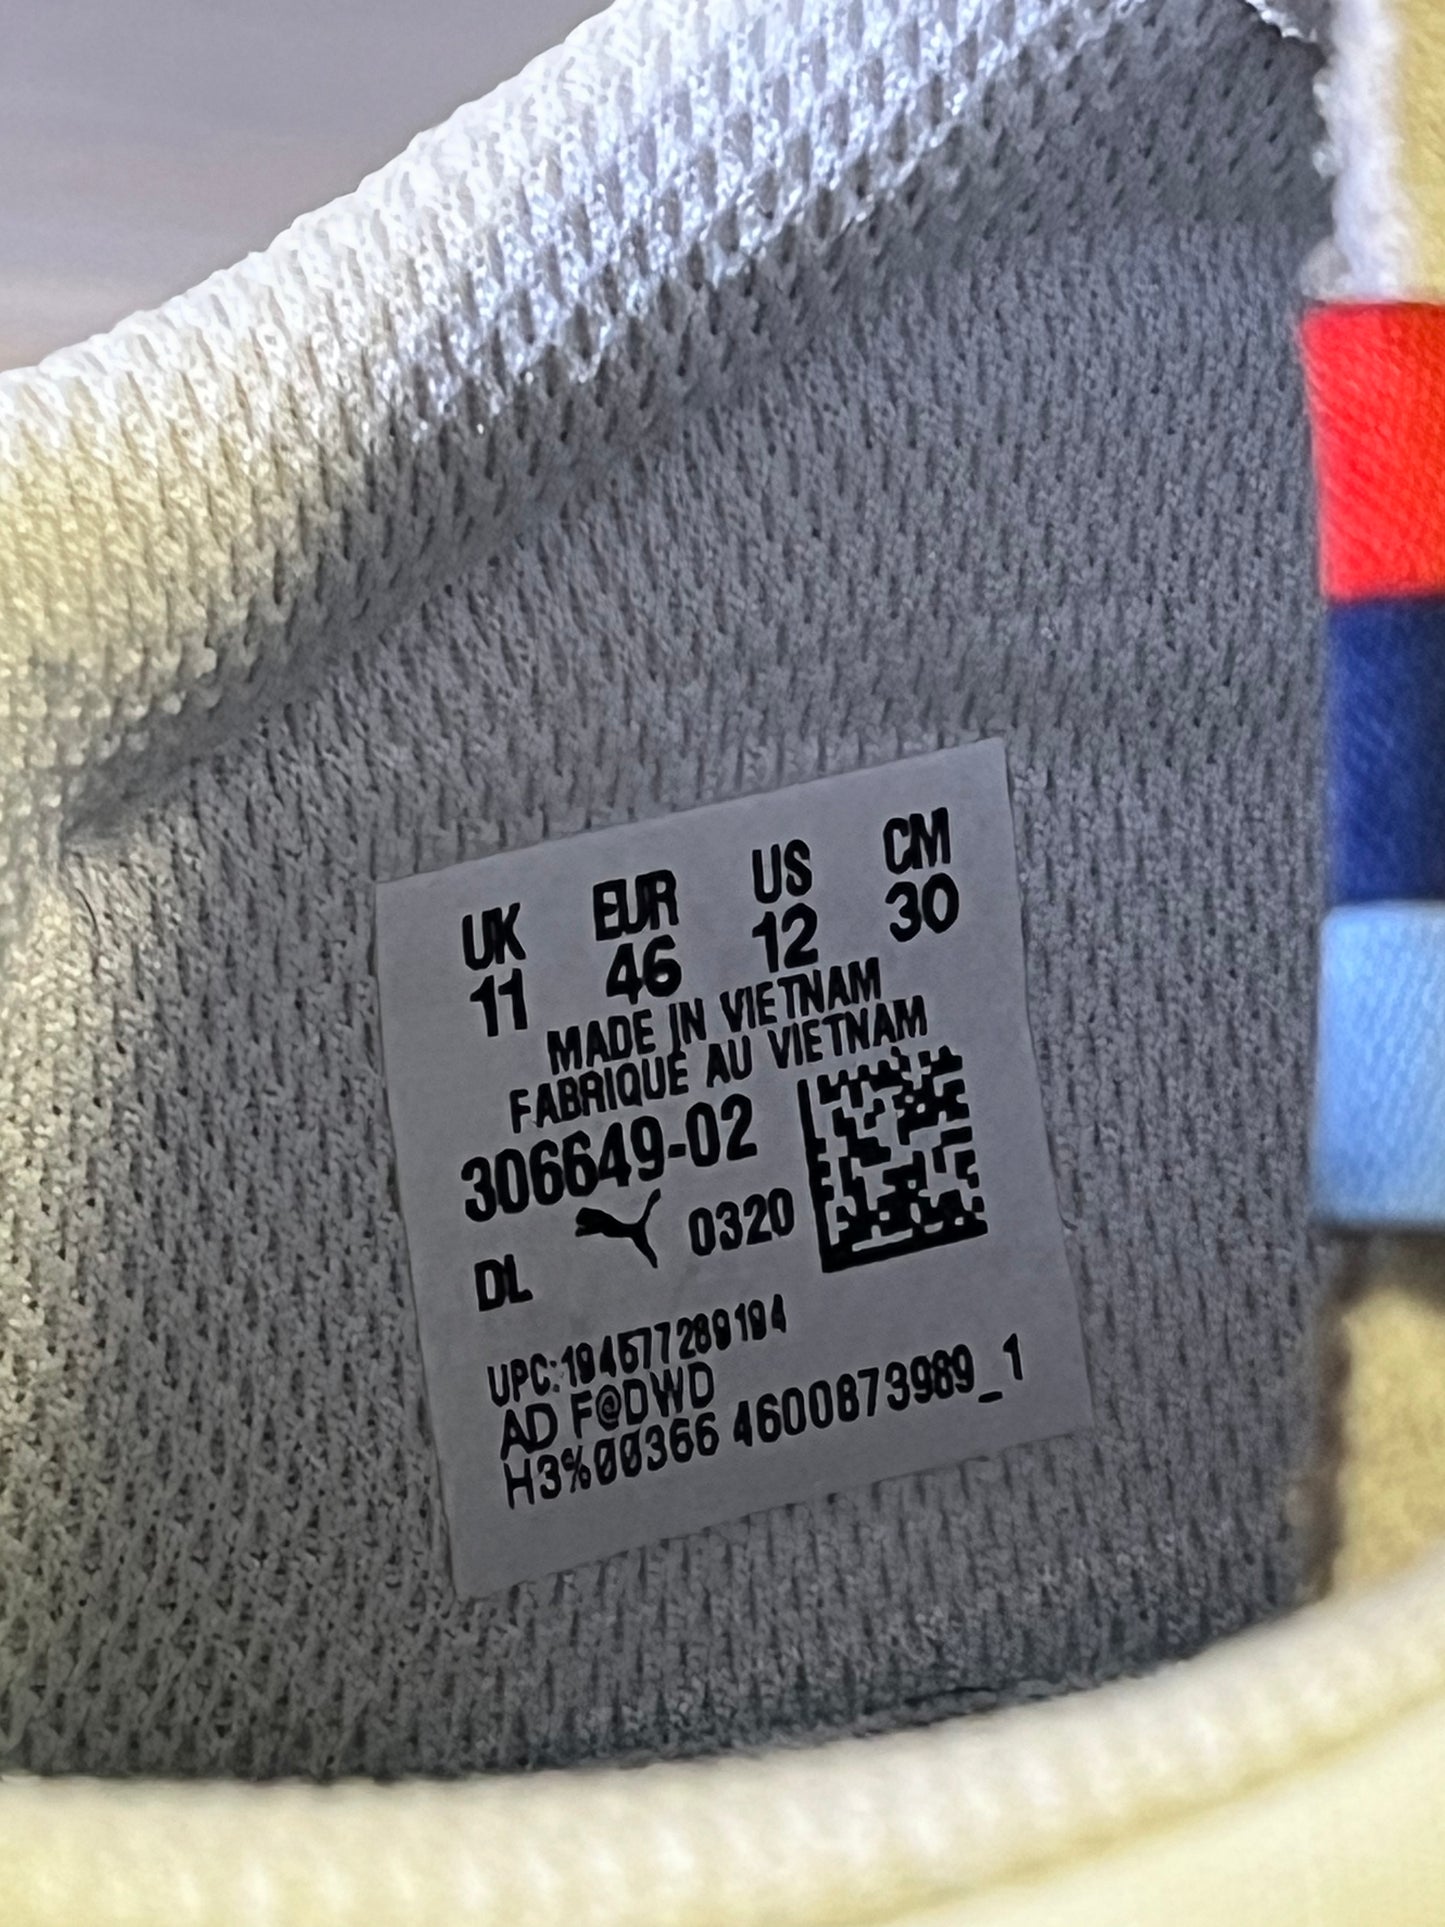 UK EUR US CM
11 46 12 30
MADE IN VIETNAM
FABRIQUÉ AU VIETNAM
306649-02
DL 0320
UPC:194577289194
AD F@DWD
H3%00366 4600873989_1